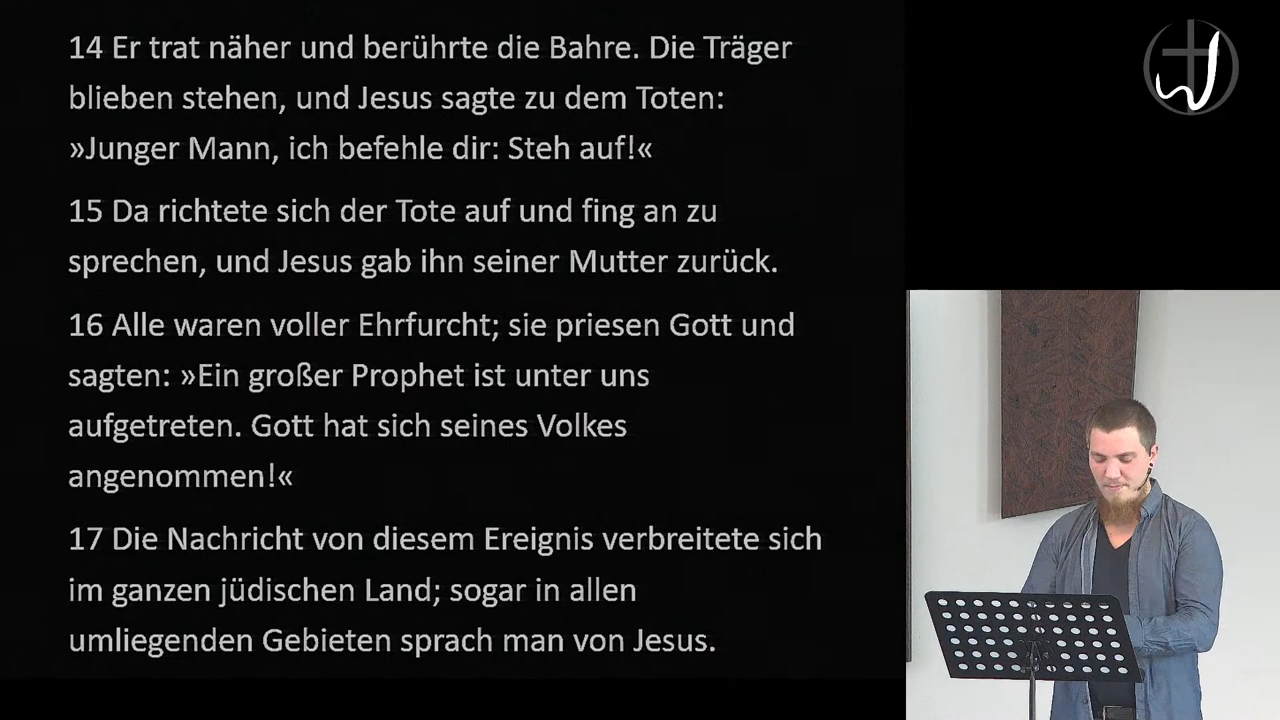 14 Er trat näher und berührte die Bahre. Die Träger
blieben stehen, und Jesus sagte zu dem Toten:
»Junger Mann, ich befehle dir: Steh auf!«
15 Da richtete sich der Tote auf und fing an zu
sprechen, und Jesus gab ihn seiner Mutter zurück.
16 Alle waren voller Ehrfurcht; sie priesen Gott und
sagten: »Ein großer Prophet ist unter uns
aufgetreten. Gott hat sich seines Volkes
angenommen!«
17 Die Nachricht von diesem Ereignis verbreitete sich
im ganzen jüdischen Land; sogar in allen
umliegenden Gebieten sprach man von Jesus.